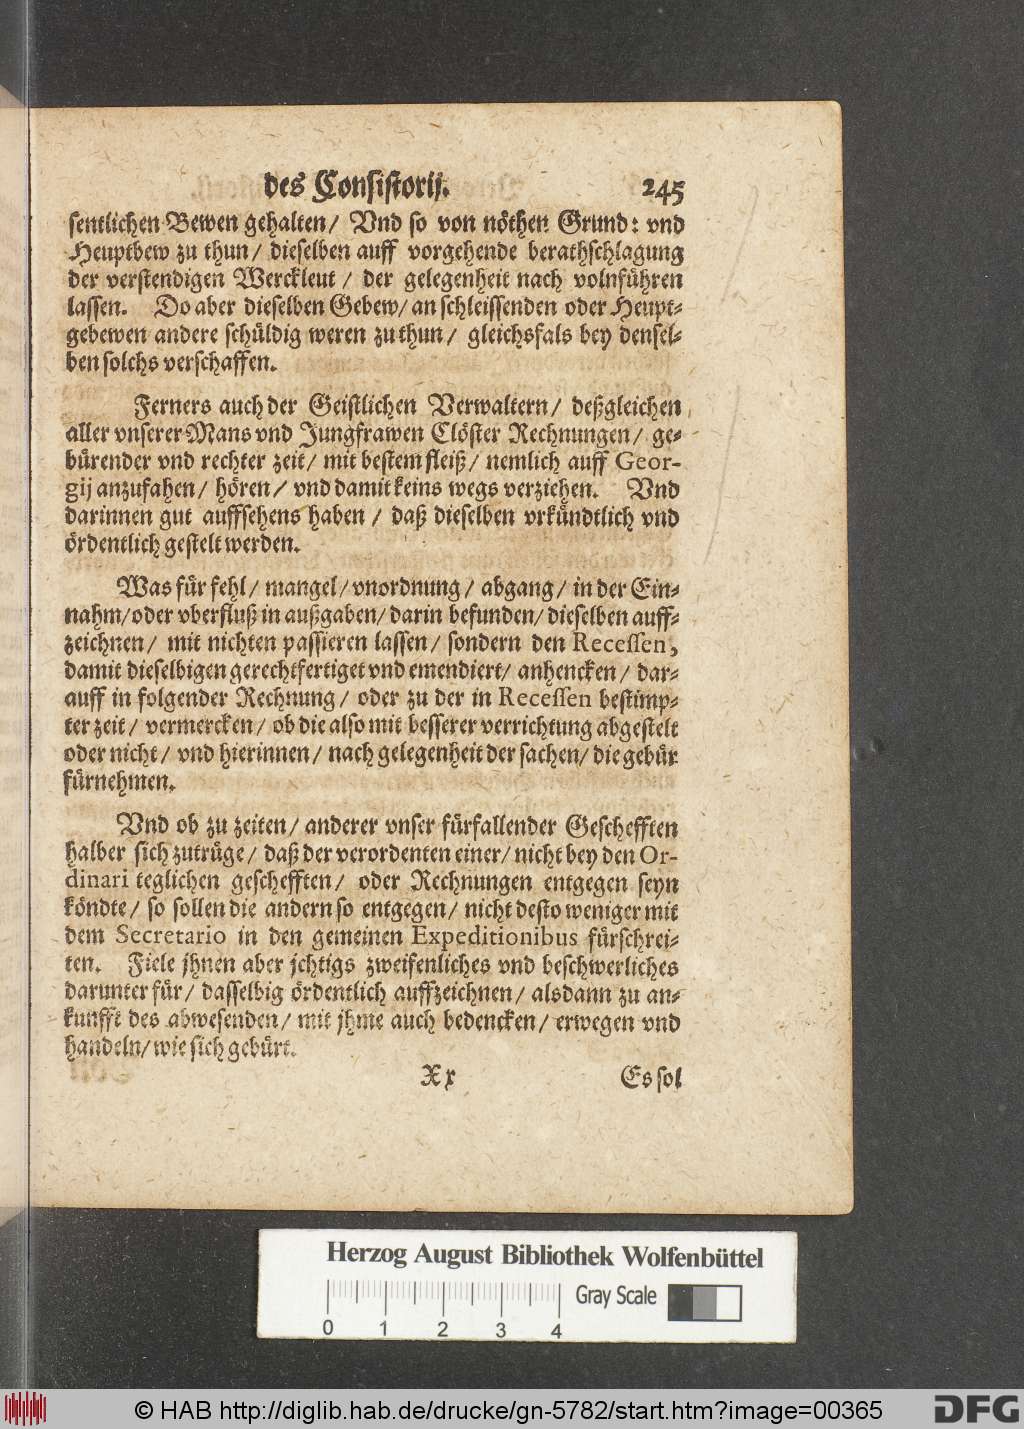 des Consistorij. 245
sentlichen Bewen gehalten/ Vnd so von nöthen Grund: vnd
Heuptbew zu thun/ dieselben auff vorgehende berathschlagung
der verstendigen Werckleut / der gelegenheit nach volnführen
lassen. Do aber dieselben Gebew/ an schleissenden oder Heupt-
gebewen andere schüldig weren zu thun/ gleichsfals bey densel-
ben solchs verschaffen.
Ferners auch der Geistlichen Verwaltern/ deßgleichen
aller vnserer Mans vnd Jungfrawen Clöster Rechnungen/ ge-
bürender vnd rechter zeit/ mit bestem fleiß/ nemlich auff Geor-
gij anzufahen/ hören/ vnd damit keins wegs verziehen. Vnd
darinnen gut auffsehens haben / daß dieselben vrkündtlich vnd
ördentlich gestelt werden.
Was für fehl/ mangel/ vnordnung/ abgang/ in der Ein-
nahm/ oder vberfluß in außgaben/ darin befunden/ dieselben auff-
zeichnen/ mit nichten passieren lassen/ sondern den Recessen,
damit dieselbigen gerechtfertiget vnd emendiert/ anhencken/ dar-
auff in folgender Rechnung/ oder zu der in Recessen bestimp-
ter zeit/ vermercken/ ob die also mit besserer verrichtung abgestelt
oder nicht/ vnd hierinnen/ nach gelegenheit der sachen/ die gebür
fürnehmen.
Vnd ob zu zeiten/ anderer vnser fürfallender Geschefften
halber sich zutrüge/ daß der verordenten einer/ nicht bey den Or-
dinari teglichen geschefften/ oder Rechnungen entgegen seyn
köndte/ so sollen die andern so entgegen/ nicht desto weniger mit
dem Secretario in den gemeinen Expeditionibus fürschrei-
ten. Fiele jhnen aber jchtigs zweifenliches vnd beschwerliches
darunter für/ dasselbig ördentlich auffzeichnen/ alsdann zu an-
kunfft des abwesenden/ mit jhme auch bedencken/ erwegen vnd
handeln/ wie sich gebürt.
Xx Es sol
Herzog August Bibliothek Wolfenbüttel
Gray Scale
0 1 2 3 4
© HAB http://diglib.hab.de/drucke/gn-5782/start.htm?image=00365
DFG